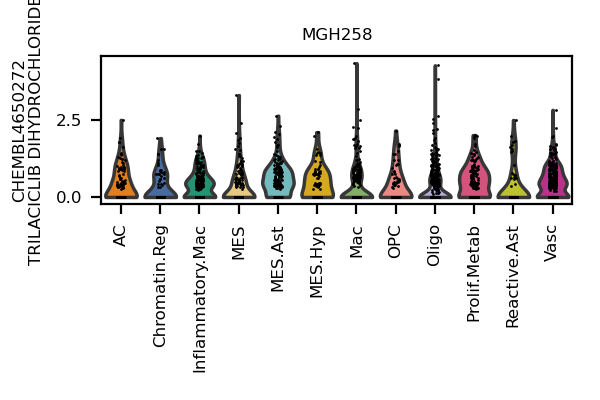 MGH258
CHEMBL4650272
TRILACICLIB DIHYDROCHLORIDE
2.5
0.0
AC
Chromatin.Reg
Inflammatory.Mac
MES
MES.Ast
MES.Hyp
Mac
OPC
Oligo
Prolif.Metab
Reactive.Ast
Vasc